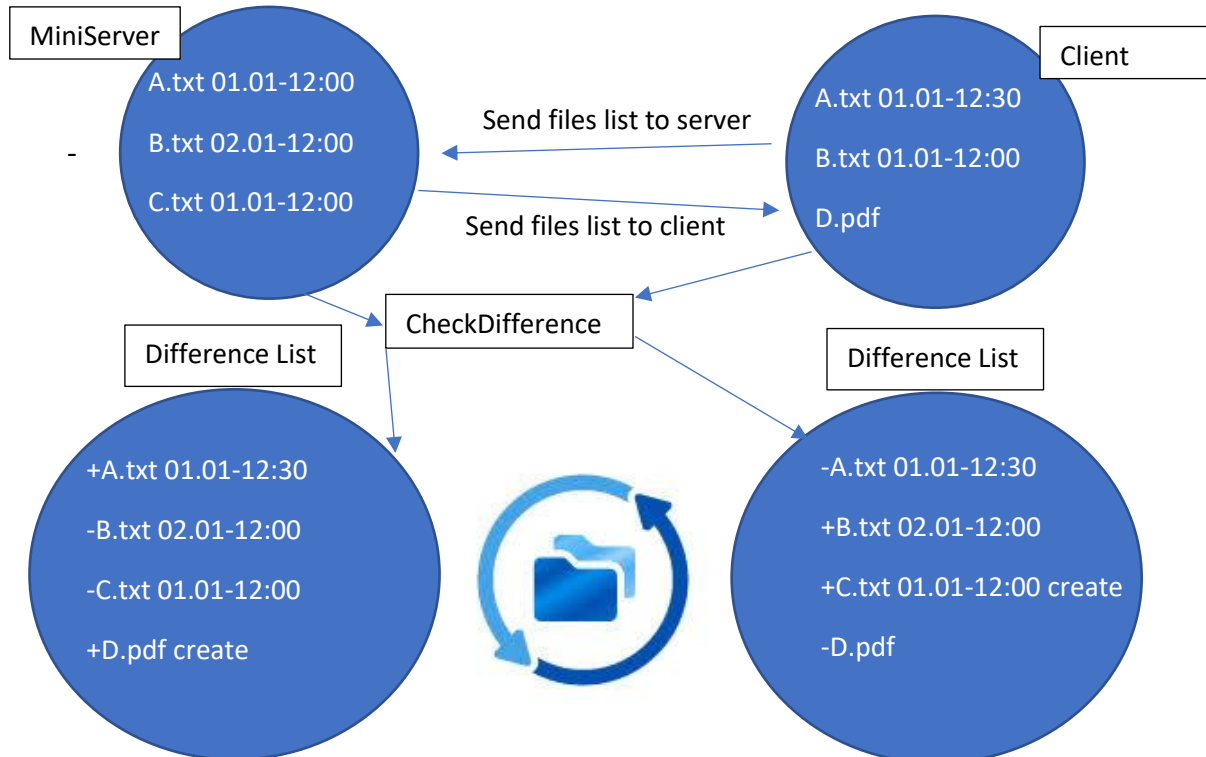 MiniServer
A.txt 01.01-12:00
B.txt 02.01-12:00
C.txt 01.01-12:00
-
Send files list to server
Send files list to client
Client
A.txt 01.01-12:30
B.txt 01.01-12:00
D.pdf
CheckDifference
Difference List
+A.txt 01.01-12:30
-B.txt 02.01-12:00
-C.txt 01.01-12:00
+D.pdf create
Difference List
-A.txt 01.01-12:30
+B.txt 02.01-12:00
+C.txt 01.01-12:00 create
-D.pdf